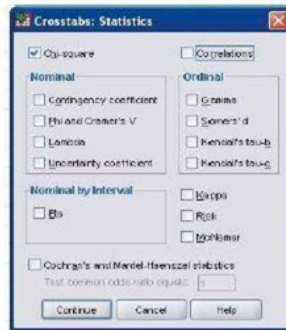 Crosstabs: Statistics
Chi-square
Correlations
Nominal
Contingency coefficient
Phi and Cramer's V
Lambda
Uncertainty coefficient
Ordinal
Gamma
Somers' d
Kendall's tau-b
Kendall's tau-c
Nominal by Interval
Eta
Kappa
Risk
McNemar
Cochran's and Mantel-Haenszel statistics
Test common odds ratio equals: 1
Continue Cancel Help